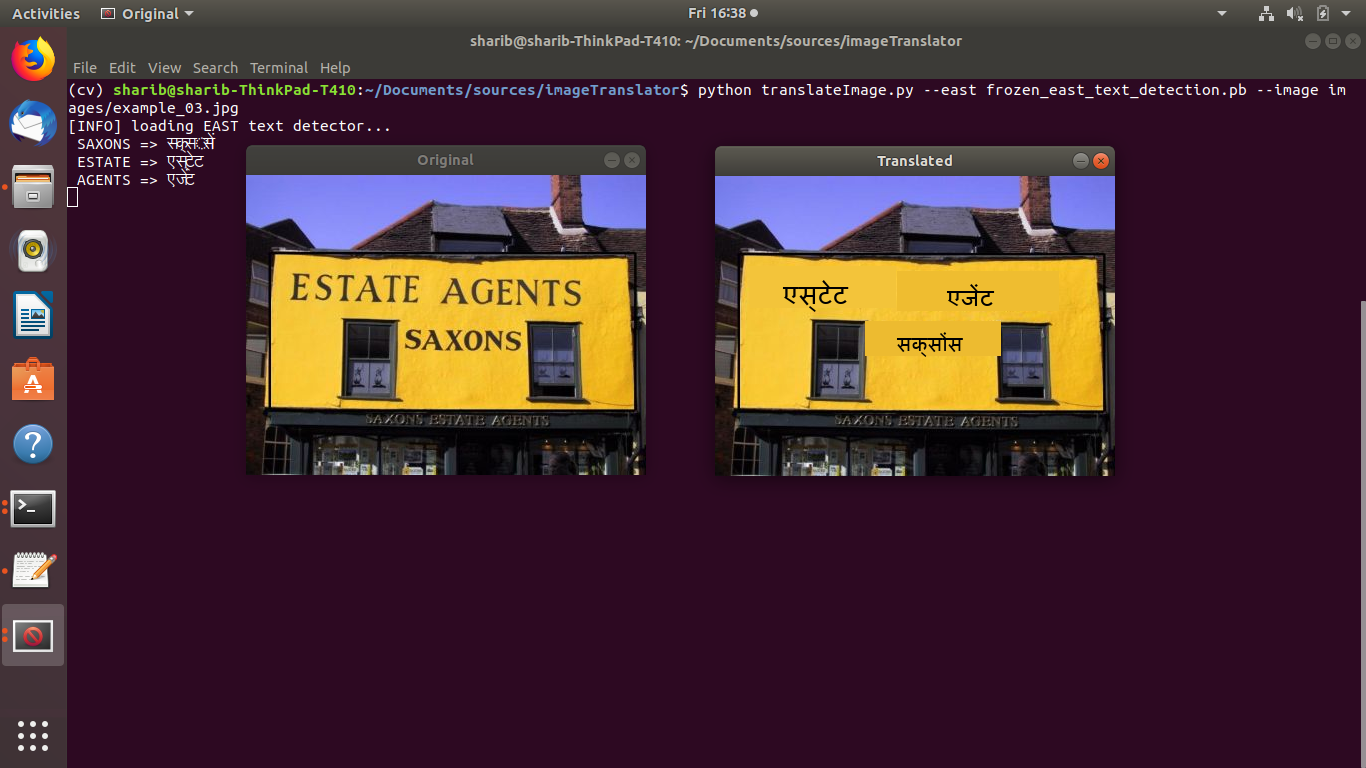 Activities Original Fri 16:38
sharib@sharib-ThinkPad-T410: ~/Documents/sources/imageTranslator
File Edit View Search Terminal Help
(cv) sharib@sharib-ThinkPad-T410:~/Documents/sources/imageTranslator$ python translateImage.py --east frozen_east_text_detection.pb --image im
ages/example_03.jpg
[INFO] loading EAST text detector...
SAXONS => सक्सोंस
ESTATE => एस्टेट
AGENTS => एजेंट
Original
ESTATE AGENTS
SAXONS
SAXONS ESTATE AGENTS
Translated
एस्टेट एजेंट
सक्सोंस
SAXONS ESTATE AGENTS